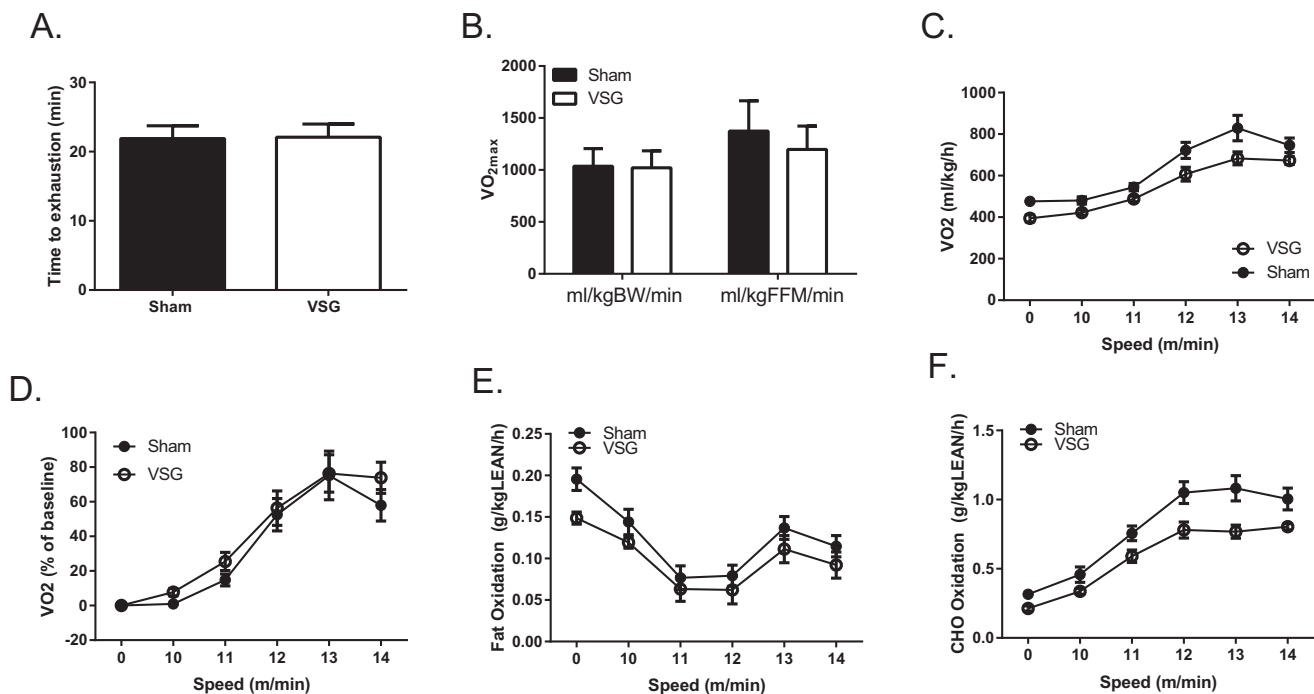 A.
Time to exhaustion (min)
30
20
10
0
Sham
VSG
B.
VO2max
2000
1500
1000
500
0
Sham
VSG
ml/kgBW/min
ml/kgFFM/min
C.
VO2 (ml/kg/h)
1000
800
600
400
200
0
VSG
Sham
0 10 11 12 13 14
Speed (m/min)
D.
VO2 (% of baseline)
100
80
60
40
20
0
-20
Sham
VSG
0 10 11 12 13 14
Speed (m/min)
E.
Fat Oxidation (g/kgLEAN/h)
0.25
0.20
0.15
0.10
0.05
0.00
Sham
VSG
0 10 11 12 13 14
Speed (m/min)
F.
CHO Oxidation (g/kgLEAN/h)
1.5
1.0
0.5
0.0
Sham
VSG
0 10 11 12 13 14
Speed (m/min)